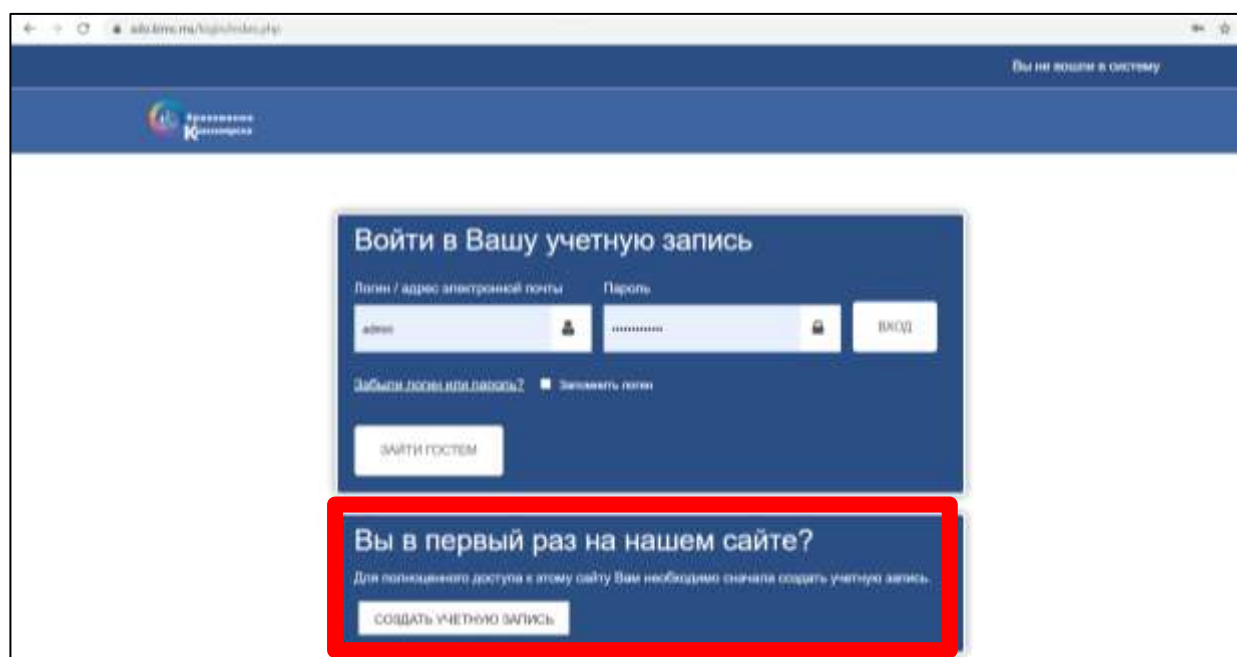 Вы не вошли в систему
Войти в Вашу учетную запись
Логин / адрес электронной почты
Пароль
admin
ВХОД
Забыли логин или пароль?
Запомнить логин
ЗАЙТИ ГОСТЕМ
Вы в первый раз на нашем сайте?
Для полноценного доступа к этому сайту Вам необходимо сначала создать учетную запись.
СОЗДАТЬ УЧЕТНУЮ ЗАПИСЬ